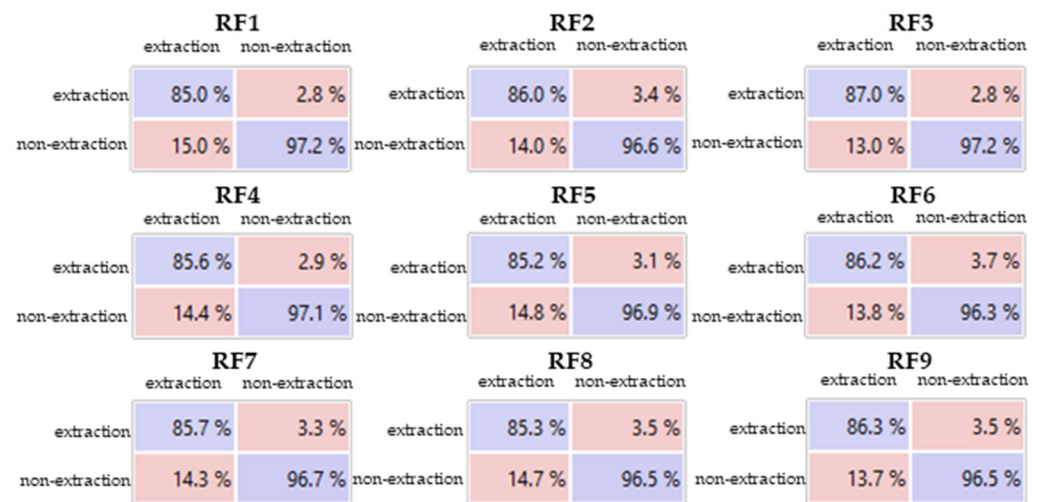 RF1 RF2 RF3
extraction non-extraction extraction non-extraction extraction non-extraction
extraction 85.0 % 2.8 % extraction 86.0 % 3.4 % extraction 87.0 % 2.8 %
non-extraction 15.0 % 97.2 % non-extraction 14.0 % 96.6 % non-extraction 13.0 % 97.2 %
RF4 RF5 RF6
extraction non-extraction extraction non-extraction extraction non-extraction
extraction 85.6 % 2.9 % extraction 85.2 % 3.1 % extraction 86.2 % 3.7 %
non-extraction 14.4 % 97.1 % non-extraction 14.8 % 96.9 % non-extraction 13.8 % 96.3 %
RF7 RF8 RF9
extraction non-extraction extraction non-extraction extraction non-extraction
extraction 85.7 % 3.3 % extraction 85.3 % 3.5 % extraction 86.3 % 3.5 %
non-extraction 14.3 % 96.7 % non-extraction 14.7 % 96.5 % non-extraction 13.7 % 96.5 %